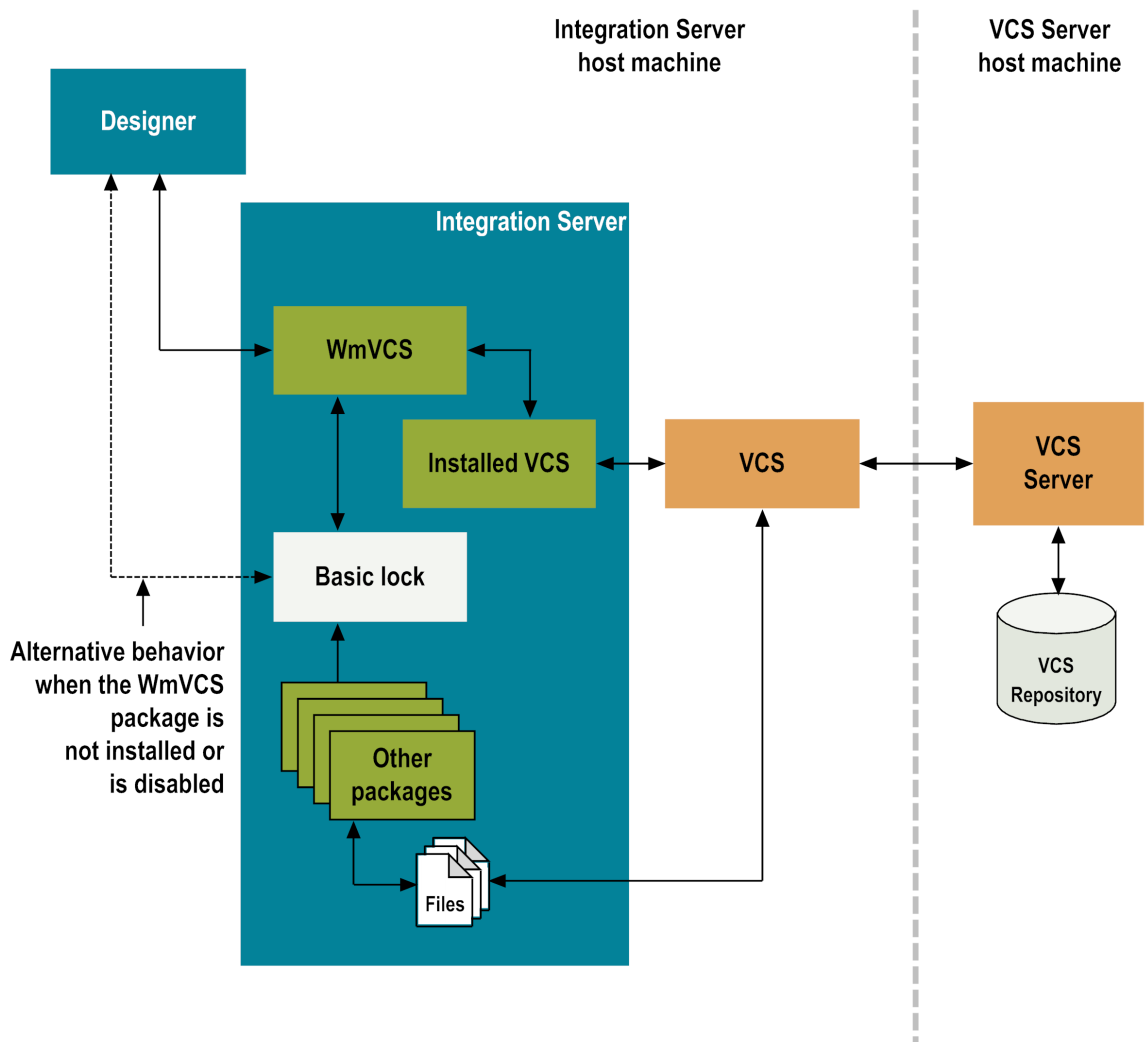 Integration Server
host machine
VCS Server
host machine
Designer
Integration Server
WmVCS
Installed VCS
VCS
VCS
Server
Basic lock
Alternative behavior
when the WmVCS
package is
not installed or
is disabled
VCS
Repository
Other
packages
Files